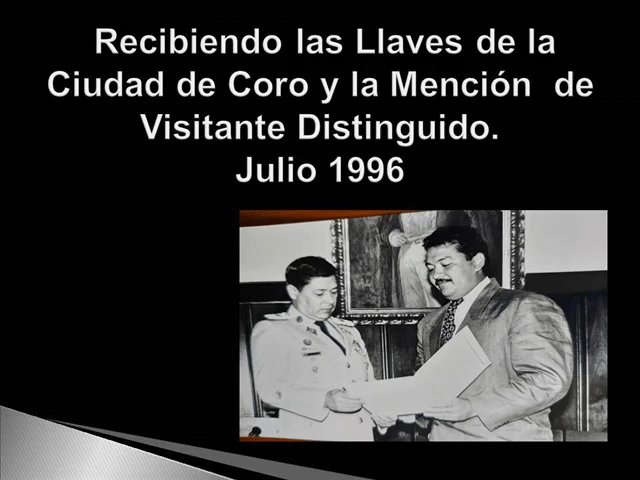 Recibiendo las Llaves de la
Ciudad de Coro y la Mención de
Visitante Distinguido.
Julio 1996